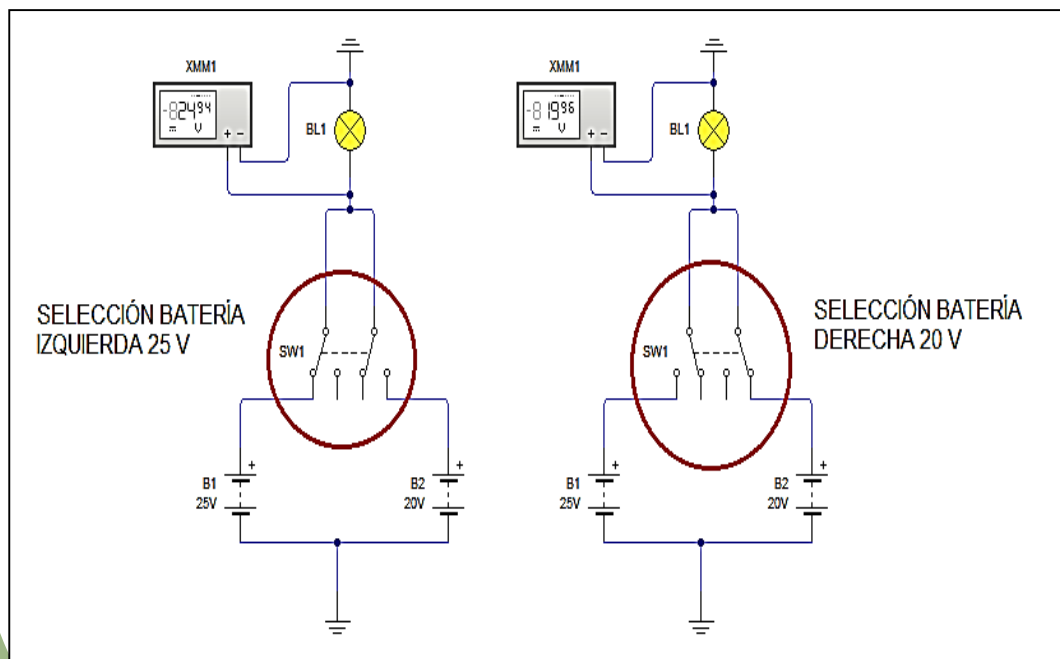 XMM1
24.94
V
+ −
BL1
SELECCIÓN BATERÍA
IZQUIERDA 25 V
SW1
B1
25V
+
B2
20V
+
XMM1
19.96
V
+ −
BL1
SELECCIÓN BATERÍA
DERECHA 20 V
SW1
B1
25V
+
B2
20V
+